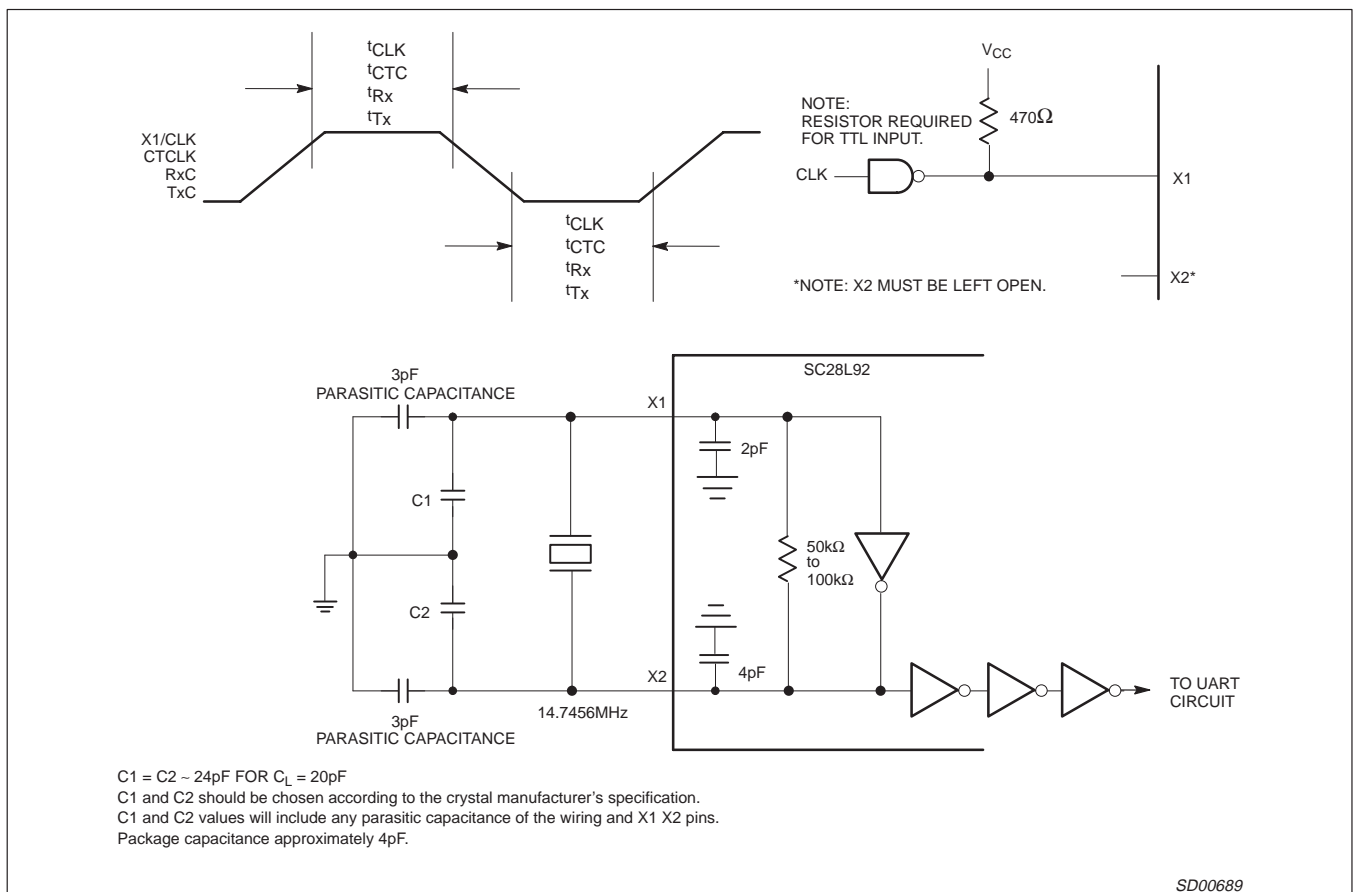 tCLK
tCTC
tRx
tTx
X1/CLK
CTCLK
RxC
TxC
tCLK
tCTC
tRx
tTx
VCC
NOTE:
RESISTOR REQUIRED
FOR TTL INPUT.
470Ω
CLK
X1
*NOTE: X2 MUST BE LEFT OPEN.
X2*
SC28L92
3pF
PARASITIC CAPACITANCE
X1
2pF
C1
50kΩ
to
100kΩ
C2
4pF
X2
3pF
PARASITIC CAPACITANCE
14.7456MHz
TO UART
CIRCUIT
C1 = C2 ~ 24pF FOR CL = 20pF
C1 and C2 should be chosen according to the crystal manufacturer's specification.
C1 and C2 values will include any parasitic capacitance of the wiring and X1 X2 pins.
Package capacitance approximately 4pF.
SD00689